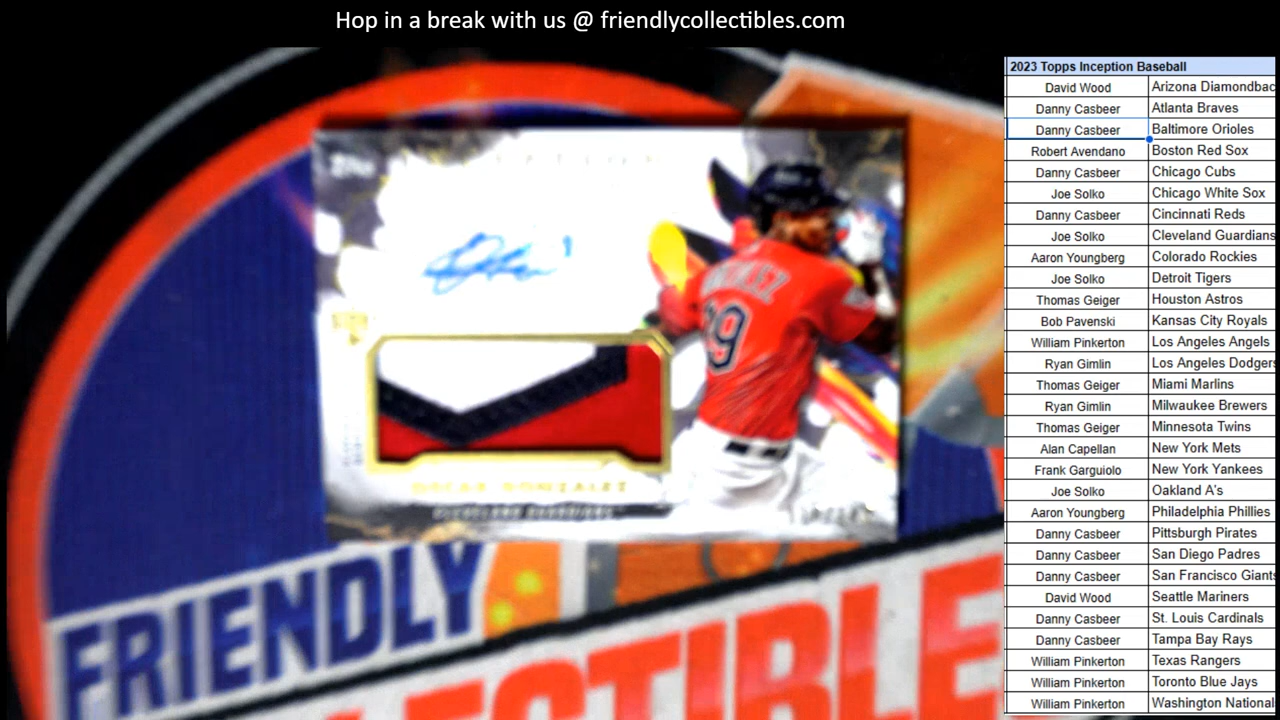 Hop in a break with us @ friendlycollectibles.com
2023 Topps Inception Baseball
David Wood Arizona Diamondbac
Danny Casbeer Atlanta Braves
Danny Casbeer Baltimore Orioles
Robert Avendano Boston Red Sox
Danny Casbeer Chicago Cubs
Joe Solko Chicago White Sox
Danny Casbeer Cincinnati Reds
Joe Solko Cleveland Guardians
Aaron Youngberg Colorado Rockies
Joe Solko Detroit Tigers
Thomas Geiger Houston Astros
Bob Pavenski Kansas City Royals
William Pinkerton Los Angeles Angels
Ryan Gimlin Los Angeles Dodgers
Thomas Geiger Miami Marlins
Ryan Gimlin Milwaukee Brewers
Thomas Geiger Minnesota Twins
Alan Capellan New York Mets
Frank Garguiolo New York Yankees
Joe Solko Oakland A's
Aaron Youngberg Philadelphia Phillies
Danny Casbeer Pittsburgh Pirates
Danny Casbeer San Diego Padres
Danny Casbeer San Francisco Giants
David Wood Seattle Mariners
Danny Casbeer St. Louis Cardinals
Danny Casbeer Tampa Bay Rays
William Pinkerton Texas Rangers
William Pinkerton Toronto Blue Jays
William Pinkerton Washington National
OSCAR GONZALEZ
CLEVELAND GUARDIANS
FRIENDLY
LECTIBLE